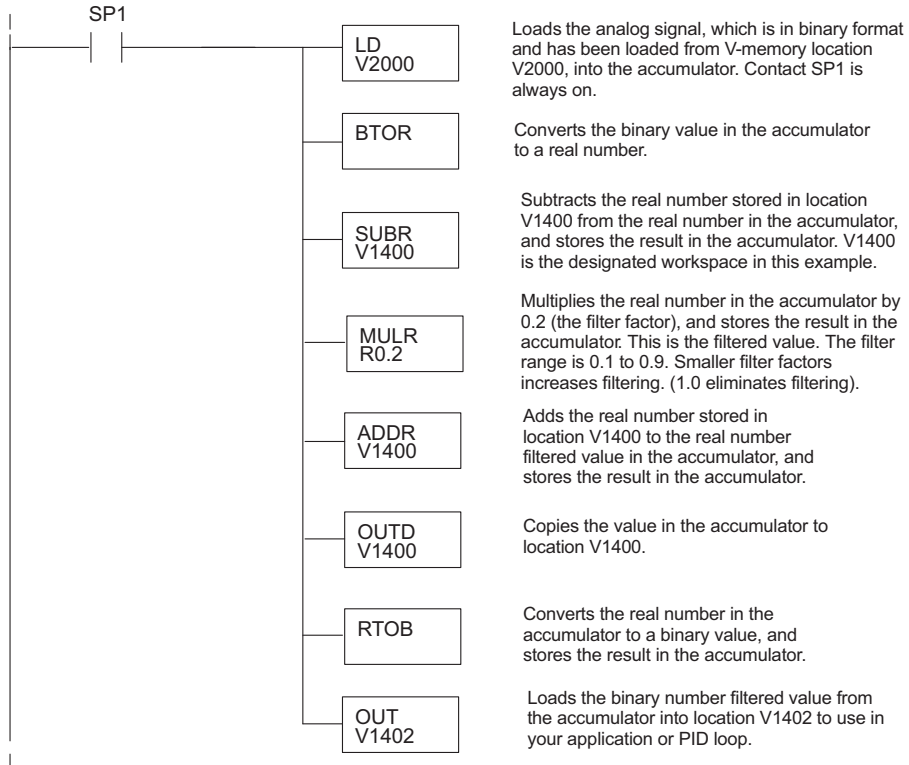 SP1
LD
V2000
Loads the analog signal, which is in binary format
and has been loaded from V-memory location
V2000, into the accumulator. Contact SP1 is
always on.
BTOR
Converts the binary value in the accumulator
to a real number.
SUBR
V1400
Subtracts the real number stored in location
V1400 from the real number in the accumulator,
and stores the result in the accumulator. V1400
is the designated workspace in this example.
MULR
R0.2
Multiplies the real number in the accumulator by
0.2 (the filter factor), and stores the result in the
accumulator. This is the filtered value. The filter
range is 0.1 to 0.9. Smaller filter factors
increases filtering. (1.0 eliminates filtering).
ADDR
V1400
Adds the real number stored in
location V1400 to the real number
filtered value in the accumulator, and
stores the result in the accumulator.
OUTD
V1400
Copies the value in the accumulator to
location V1400.
RTOB
Converts the real number in the
accumulator to a binary value, and
stores the result in the accumulator.
OUT
V1402
Loads the binary number filtered value from
the accumulator into location V1402 to use in
your application or PID loop.